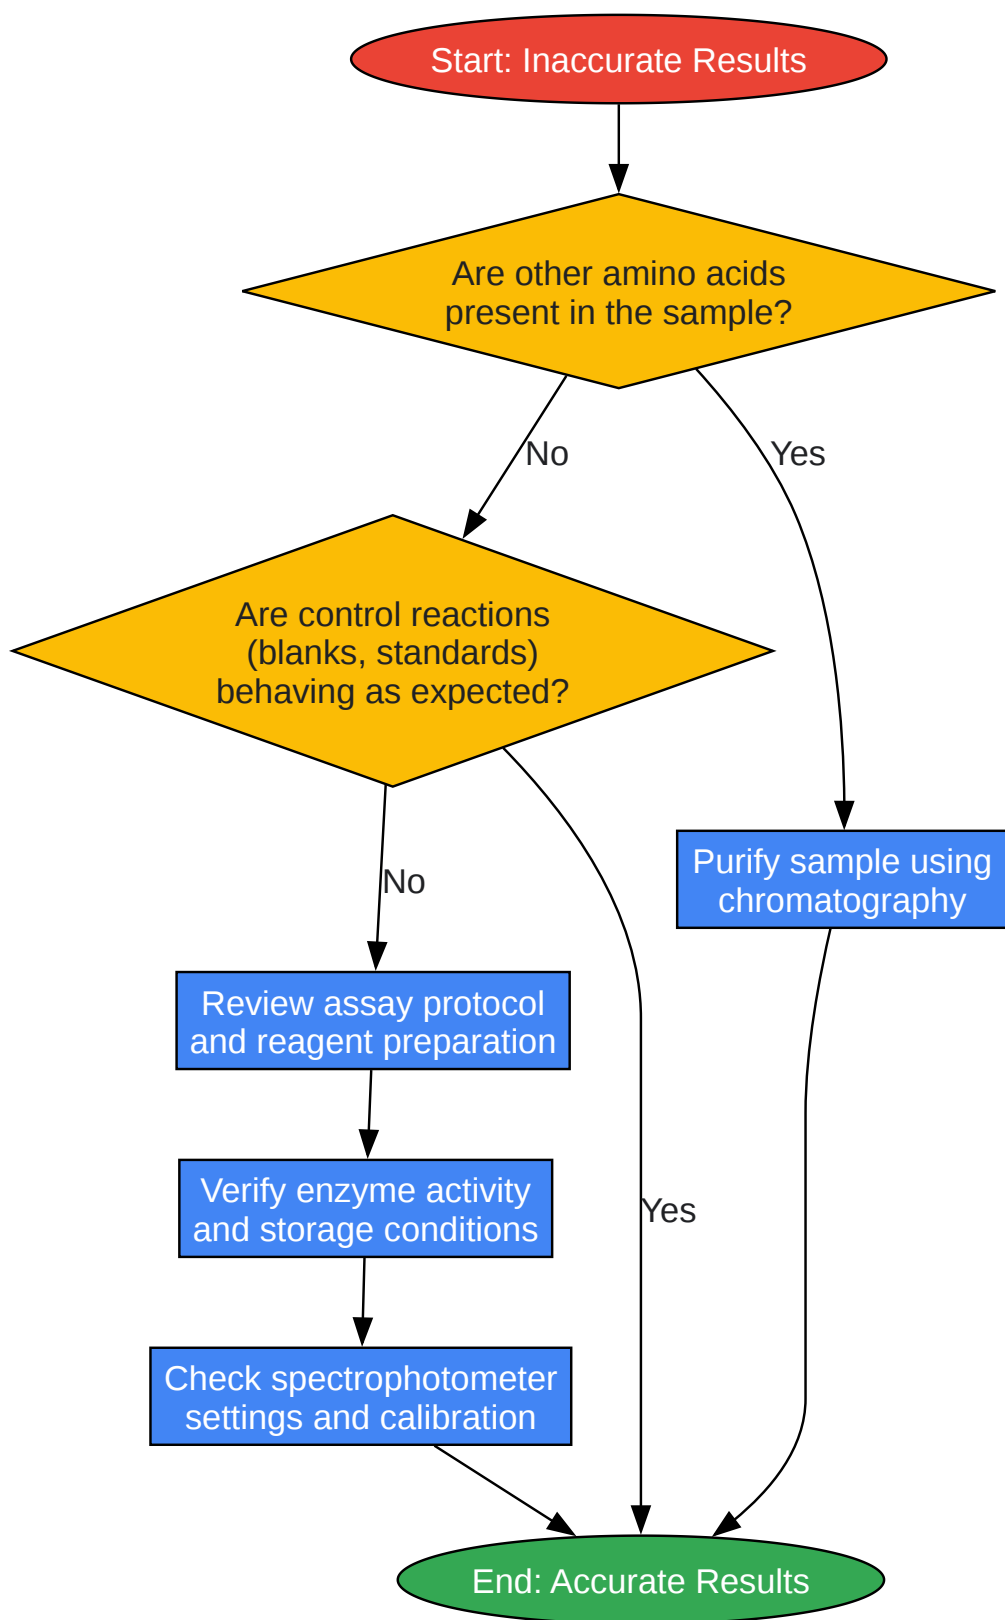 Start: Inaccurate Results
Are other amino acids
present in the sample?
No
Yes
Are control reactions
(blanks, standards)
behaving as expected?
Purify sample using
chromatography
No
Review assay protocol
and reagent preparation
Verify enzyme activity
and storage conditions
Yes
Check spectrophotometer
settings and calibration
End: Accurate Results